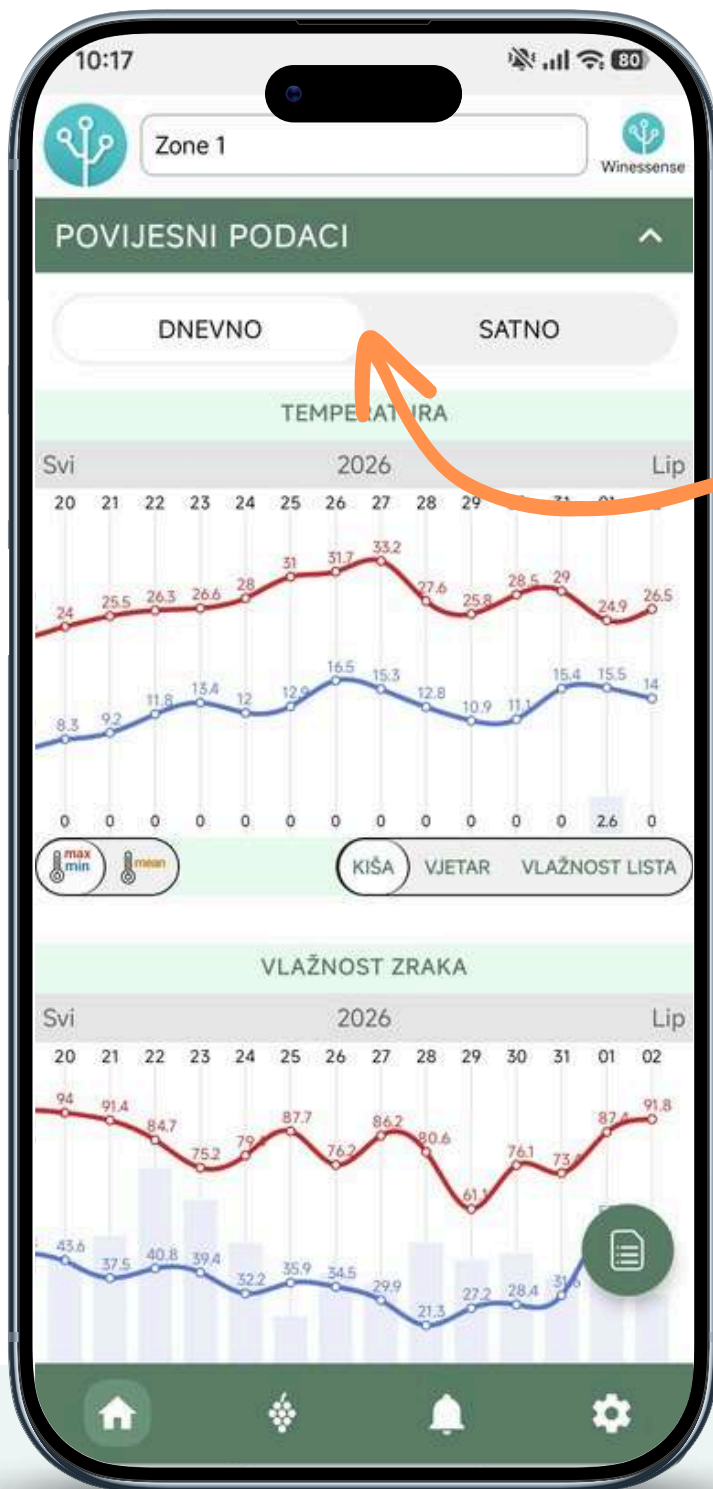 10:17 80
Zone 1
Winessense
POVIJESNI PODACI
DNEVNO SATNO
TEMPERATURA
Svi 2026 Lip
20 21 22 23 24 25 26 27 28 29 31 01
24 25.5 26.3 26.6 28 31 31.7 33.2 27.6 25.8 28.5 29 24.9 26.5
8.3 9.2 11.8 13.4 12 12.9 16.5 15.3 12.8 10.9 11.1 15.4 15.5 14
0 0 0 0 0 0 0 0 0 0 0 0 2.6 0
max
min mean KIŠA VJETAR VLAŽNOST LISTA
VLAŽNOST ZRAKA
Svi 2026 Lip
20 21 22 23 24 25 26 27 28 29 30 31 01 02
94 91.4 84.7 75.2 87.7 76.2 86.2 80.6 61.1 76.1 91.8
43.6 37.5 40.8 39.4 32.2 35.9 34.5 29.9 21.3 27.2 28.4